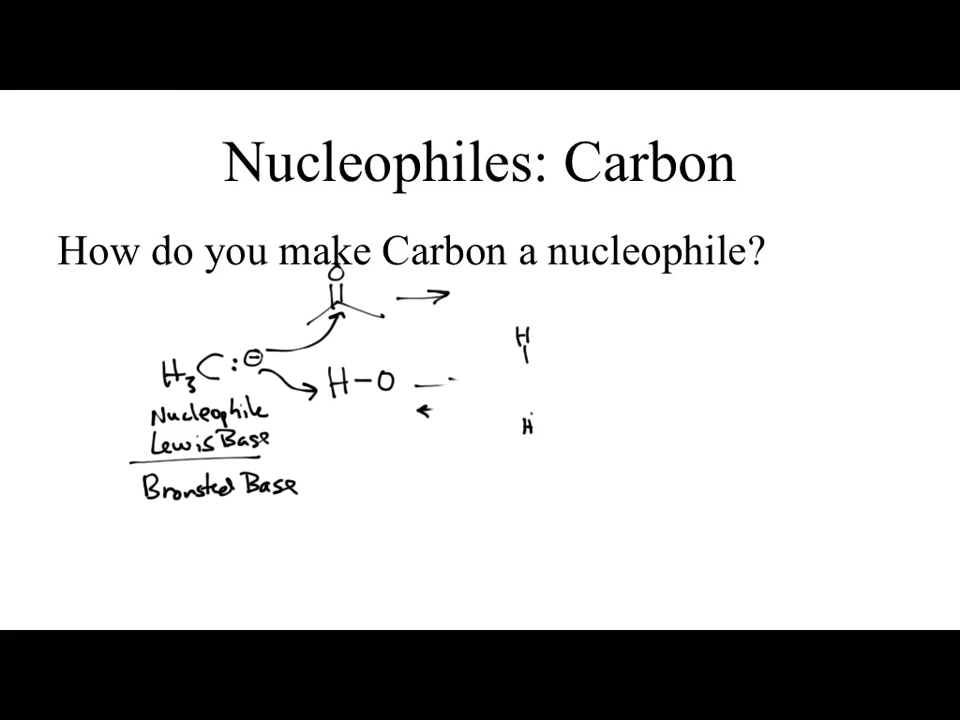 Nucleophiles: Carbon
How do you make Carbon a nucleophile?
O
H
H₃C:⊖
H-O
Nucleophile
Lewis Base
H
Bronsted Base